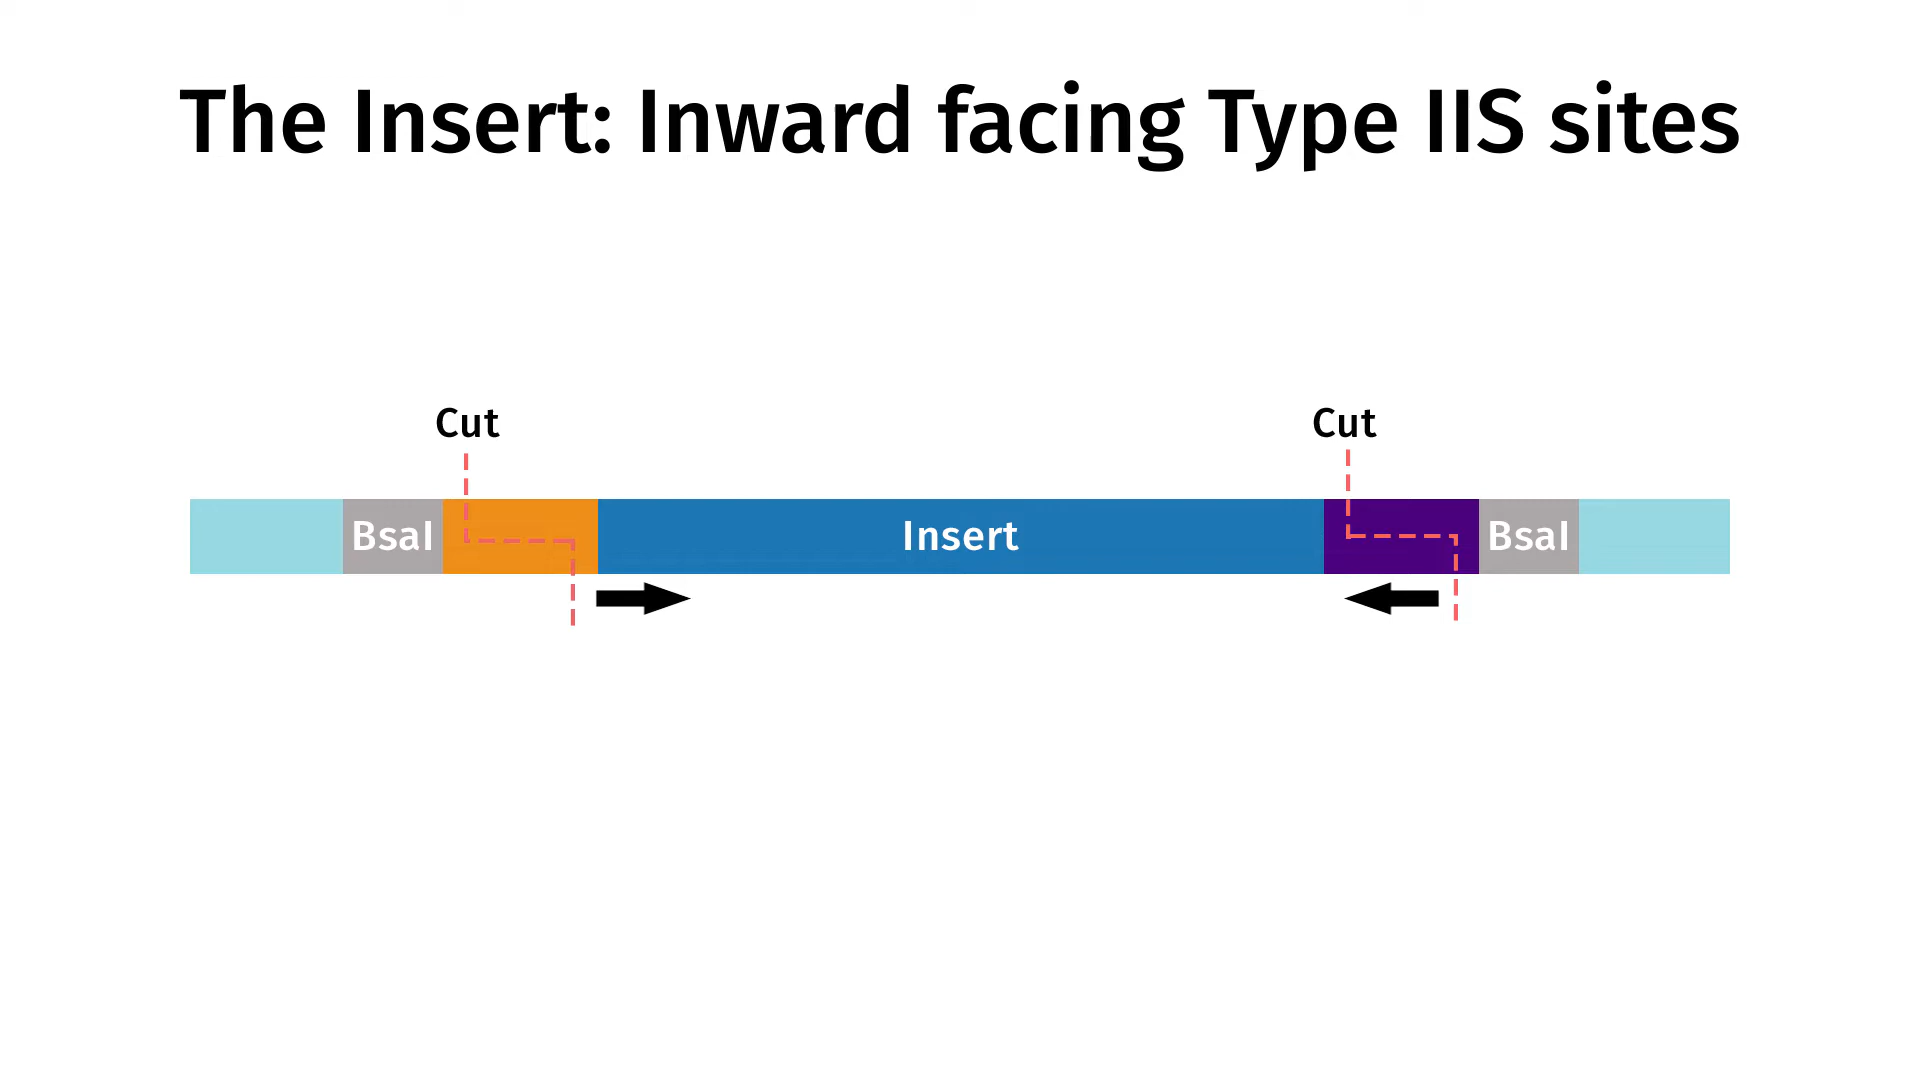 The Insert: Inward facing Type IIS sites
Cut
Cut
BsaI
Insert
BsaI